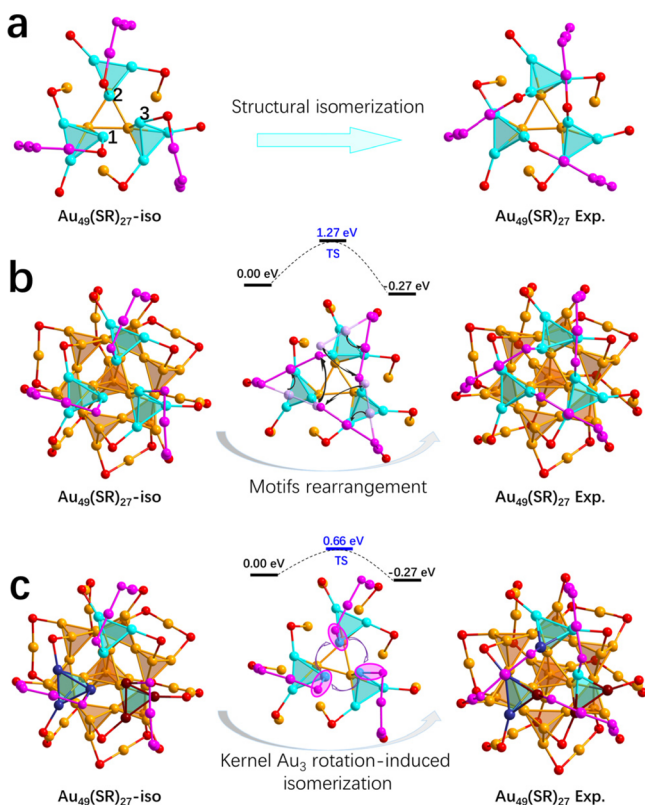 a
2
3
1
Structural isomerization
Au49(SR)27-iso
Au49(SR)27 Exp.
b
1.27 eV
TS
0.00 eV
-0.27 eV
Au49(SR)27-iso
Motifs rearrangement
Au49(SR)27 Exp.
c
0.66 eV
TS
0.00 eV
-0.27 eV
Au49(SR)27-iso
Kernel Au3 rotation-induced
isomerization
Au49(SR)27 Exp.